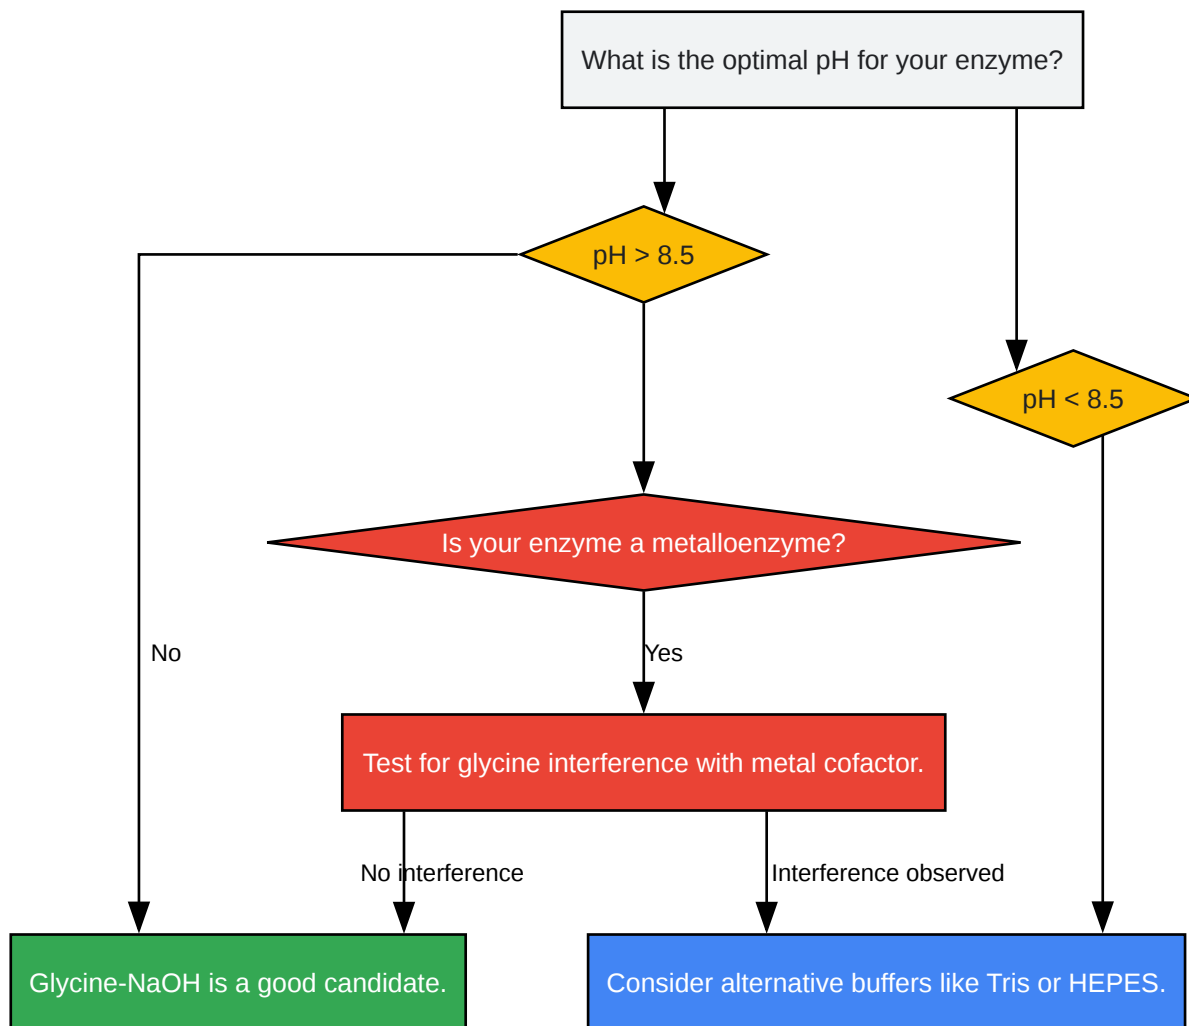 What is the optimal pH for your enzyme?
pH > 8.5
pH < 8.5
Is your enzyme a metalloenzyme?
No
Yes
Test for glycine interference with metal cofactor.
No interference
Interference observed
Glycine-NaOH is a good candidate.
Consider alternative buffers like Tris or HEPES.